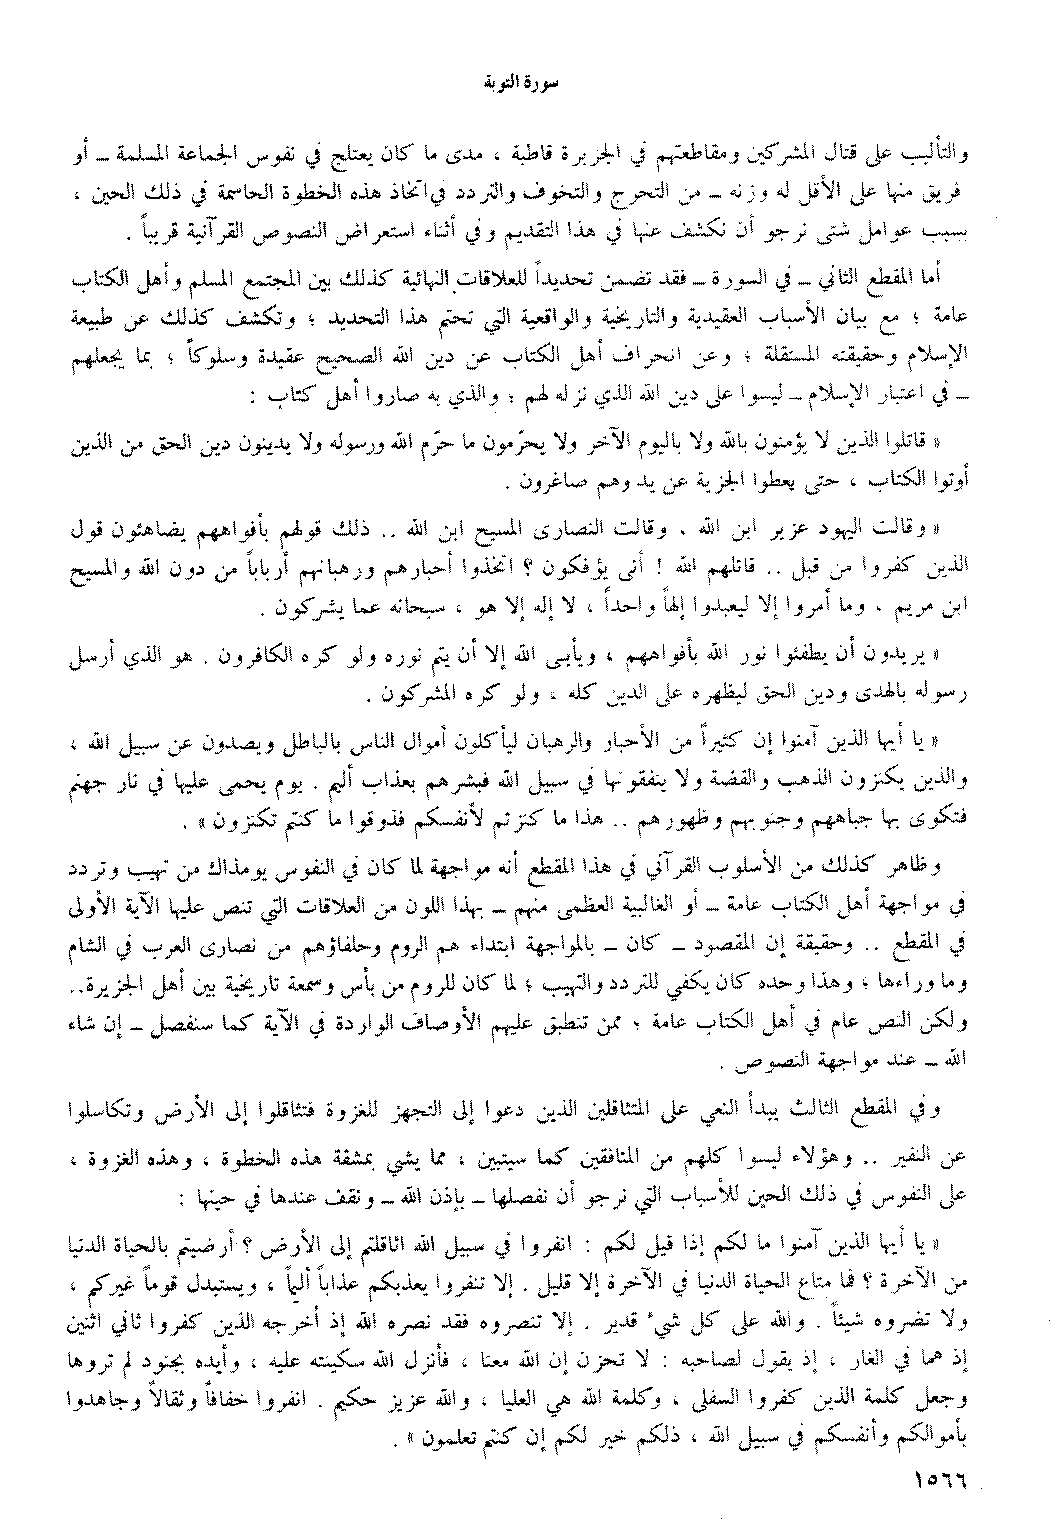 سورة التوبة
والتأليب على قتال المشركين ومقاطعتهم في الجزيرة قاطبة ، مدى ما كان يعتلج في نفوس الجماعة المسلمة – أو
فريق منها على الأقل له وزنه – من التحرج والتخوف والتردد في اتخاذ هذه الخطوة الحاسمة في ذلك الحين ،
بسبب عوامل شتى نرجو أن نكشف عنها في هذا التقديم وفي أثناء استعراض النصوص القرآنية قريباً .
أما المقطع الثاني – في السورة – فقد تضمن تحديداً للعلاقات النهائية كذلك بين المجتمع المسلم وأهل الكتاب
عامة ؛ مع بيان الأسباب العقيدية والتاريخية والواقعية التي تحتم هذا التحديد ؛ وتكشف كذلك عن طبيعة
الإسلام وحقيقته المستقلة ؛ وعن انحراف أهل الكتاب عن دين الله الصحيح عقيدة وسلوكاً ؛ بما يجعلهم
– في اعتبار الإسلام – ليسوا على دين الله الذي نزله لهم ؛ والذي به صاروا أهل كتاب :
« قاتلوا الذين لا يؤمنون بالله ولا باليوم الآخر ولا يحرّمون ما حرّم الله ورسوله ولا يدينون دين الحق من الذين
أوتوا الكتاب ، حتى يعطوا الجزية عن يد وهم صاغرون .
« وقالت اليهود عزير ابن الله ، وقالت النصارى المسيح ابن الله .. ذلك قولهم بأفواههم يضاهئون قول
الذين كفروا من قبل .. قاتلهم الله ! أنى يؤفكون ؟ اتخذوا أحبارهم ورهبانهم أرباباً من دون الله والمسيح
ابن مريم ، وما أمروا إلا ليعبدوا إلهاً واحداً ، لا إله إلا هو ، سبحانه عما يشركون .
« يريدون أن يطفئوا نور الله بأفواههم ، ويأبى الله إلا أن يتم نوره ولو كره الكافرون . هو الذي أرسل
رسوله بالهدى ودين الحق ليظهره على الدين كله ، ولو كره المشركون .
« يا أيها الذين آمنوا إن كثيراً من الأحبار والرهبان ليأكلون أموال الناس بالباطل ويصدون عن سبيل الله ،
والذين يكنزون الذهب والفضة ولا ينفقونها في سبيل الله فبشرهم بعذاب أليم . يوم يحمى عليها في نار جهنم
فتكوى بها جباههم وجنوبهم وظهورهم .. هذا ما كنزتم لأنفسكم فذوقوا ما كنتم تكنزون » .
وظاهر كذلك من الأسلوب القرآني في هذا المقطع أنه مواجهة لما كان في النفوس يومذاك من تهيب وتردد
في مواجهة أهل الكتاب عامة – أو الغالبية العظمى منهم – بهذا اللون من العلاقات التي تنص عليها الآية الأولى
في المقطع .. وحقيقة إن المقصود – كان – بالمواجهة ابتداء هم الروم وحلفاؤهم من نصارى العرب في الشام
وما وراءها ؛ وهذا وحده كان يكفي للتردد والتهيب ؛ لما كان للروم من بأس وسمعة تاريخية بين أهل الجزيرة..
ولكن النص عام في أهل الكتاب عامة ؛ ممن تنطبق عليهم الأوصاف الواردة في الآية كما سنفصل – إن شاء
الله – عند مواجهة النصوص .
وفي المقطع الثالث يبدأ النعي على المتثاقلين الذين دعوا إلى التجهز للغزوة فتثاقلوا إلى الأرض وتكاسلوا
عن النفير .. وهؤلاء ليسوا كلهم من المنافقين كما سيتبين ، مما يشي بمشقة هذه الخطوة ، وهذه الغزوة ،
على النفوس في ذلك الحين للأسباب التي نرجو أن نفصلها – بإذن الله – ونقف عندها في حينها :
« يا أيها الذين آمنوا ما لكم إذا قيل لكم : انفروا في سبيل الله اثاقلتم إلى الأرض ؟ أرضيتم بالحياة الدنيا
من الآخرة ؟ فما متاع الحياة الدنيا في الآخرة إلا قليل . إلا تنفروا يعذبكم عذاباً أليماً ، ويستبدل قوماً غيركم ،
ولا تضروه شيئاً . والله على كل شيء قدير . إلا تنصروه فقد نصره الله إذ أخرجه الذين كفروا ثاني اثنين
إذ هما في الغار ، إذ يقول لصاحبه : لا تحزن إن الله معنا ، فأنزل الله سكينته عليه ، وأيده بجنود لم تروها
وجعل كلمة الذين كفروا السفلى ، وكلمة الله هي العليا ، والله عزيز حكيم . انفروا خفافاً وثقالاً وجاهدوا
بأموالكم وأنفسكم في سبيل الله ، ذلكم خير لكم إن كنتم تعلمون » .
١٥٦٦